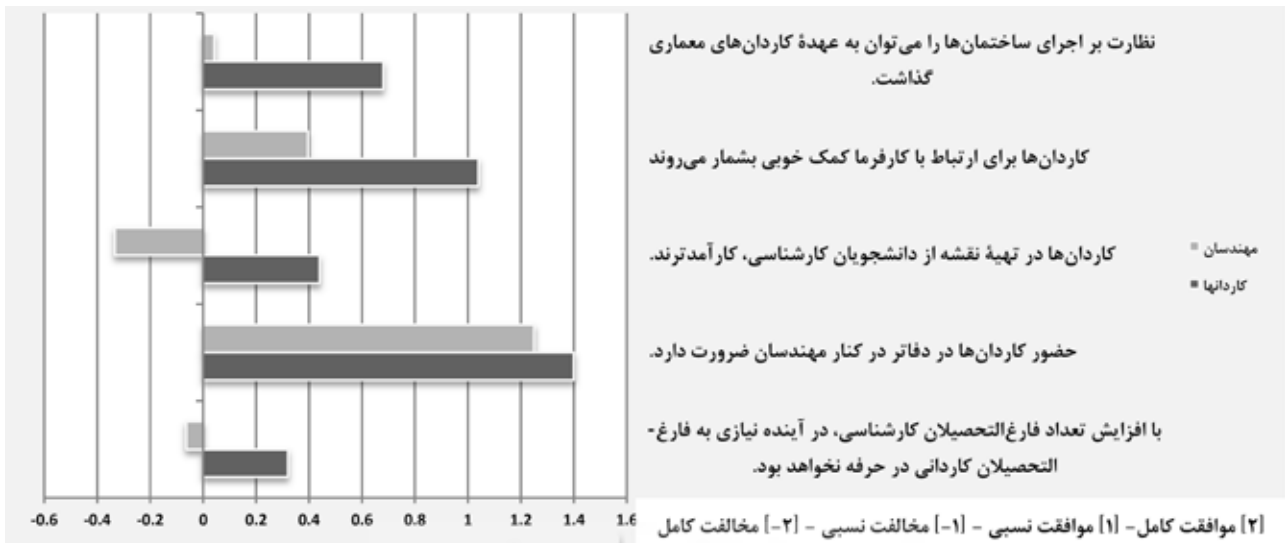 نظارت بر اجرای ساختمان‌ها را می‌توان به عهدهٔ کاردان‌های معماری
گذاشت.
کاردان‌ها برای ارتباط با کارفرما کمک خوبی بشمار می‌روند
کاردان‌ها در تهیهٔ نقشه از دانشجویان کارشناسی، کارآمدترند.
حضور کاردان‌ها در دفاتر در کنار مهندسان ضرورت دارد.
با افزایش تعداد فارغ‌التحصیلان کارشناسی، در آینده نیازی به فارغ-
التحصیلان کاردانی در حرفه نخواهد بود.
مهندسان
کاردانها
-0.6 -0.4 -0.2 0 0.2 0.4 0.6 0.8 1 1.2 1.4 1.6
[۲] موافقت کامل- [۱] موافقت نسبی - [۱-] مخالفت نسبی - [۲-] مخالفت کامل